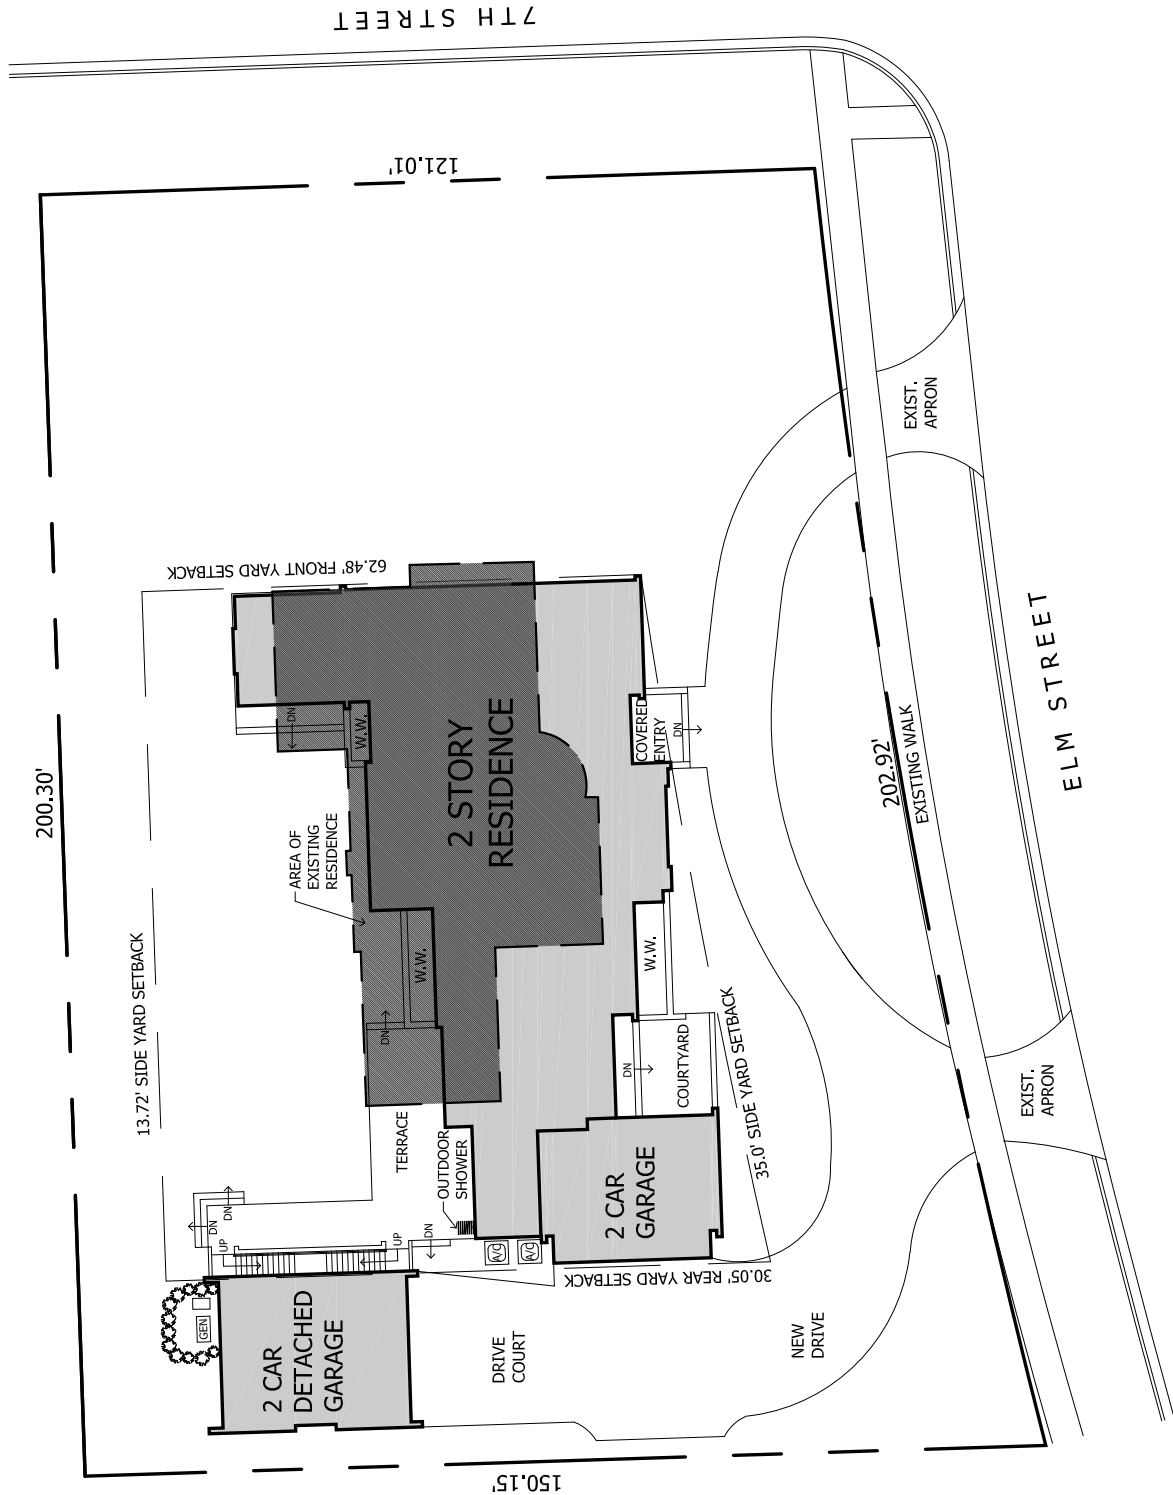 7TH STREET
121.01'
200.30'
EXIST.
APRON
62.48' FRONT YARD SETBACK
ELM STREET
202.92'
EXISTING WALK
COVERED
ENTRY
DN
DN
W.W.
2 STORY
RESIDENCE
AREA OF
EXISTING
RESIDENCE
13.72' SIDE YARD SETBACK
W.W.
W.W.
DN
DN
COURTYARD
35.0' SIDE YARD SETBACK
EXIST.
APRON
TERRACE
OUTDOOR
SHOWER
2 CAR
GARAGE
DN
DN
UP
UP
DN
A/C
A/C
30.05' REAR YARD SETBACK
GEN
2 CAR
DETACHED
GARAGE
DRIVE
COURT
NEW
DRIVE
150.15'